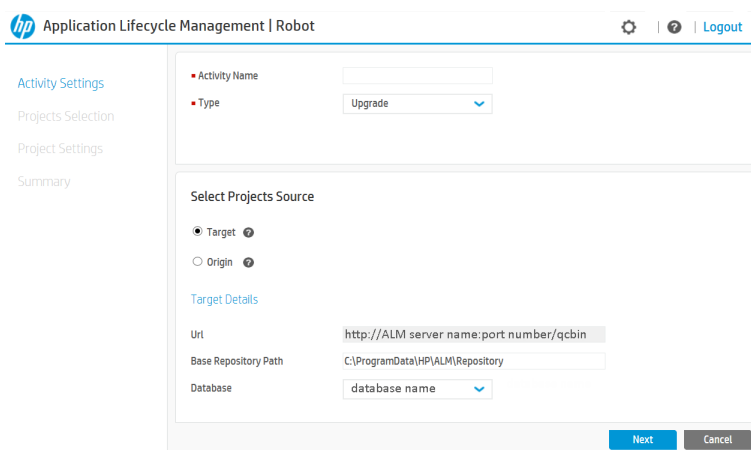 hp Application Lifecycle Management | Robot
? | Logout
Activity Settings
Projects Selection
Project Settings
Summary
Activity Name
Type Upgrade
Select Projects Source
Target ?
Origin ?
Target Details
Url http://ALM server name:port number/qcbin
Base Repository Path C:\ProgramData\HP\ALM\Repository
Database database name
Next Cancel